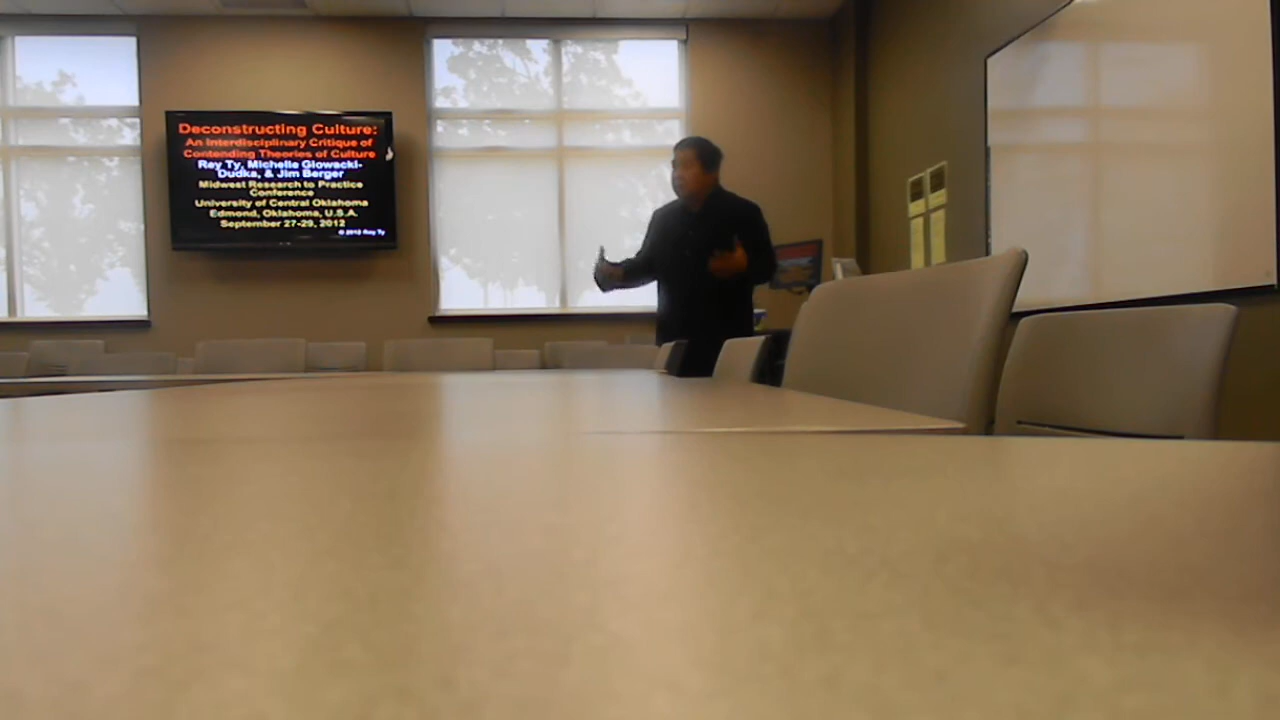 Deconstructing Culture:
An Interdisciplinary Critique of
Contending Theories of Culture
Rey Ty, Michelle Glowacki-
Dudka, & Jim Berger
Midwest Research to Practice
Conference
University of Central Oklahoma
Edmond, Oklahoma, U.S.A.
September 27-29, 2012
© 2012 Rey Ty